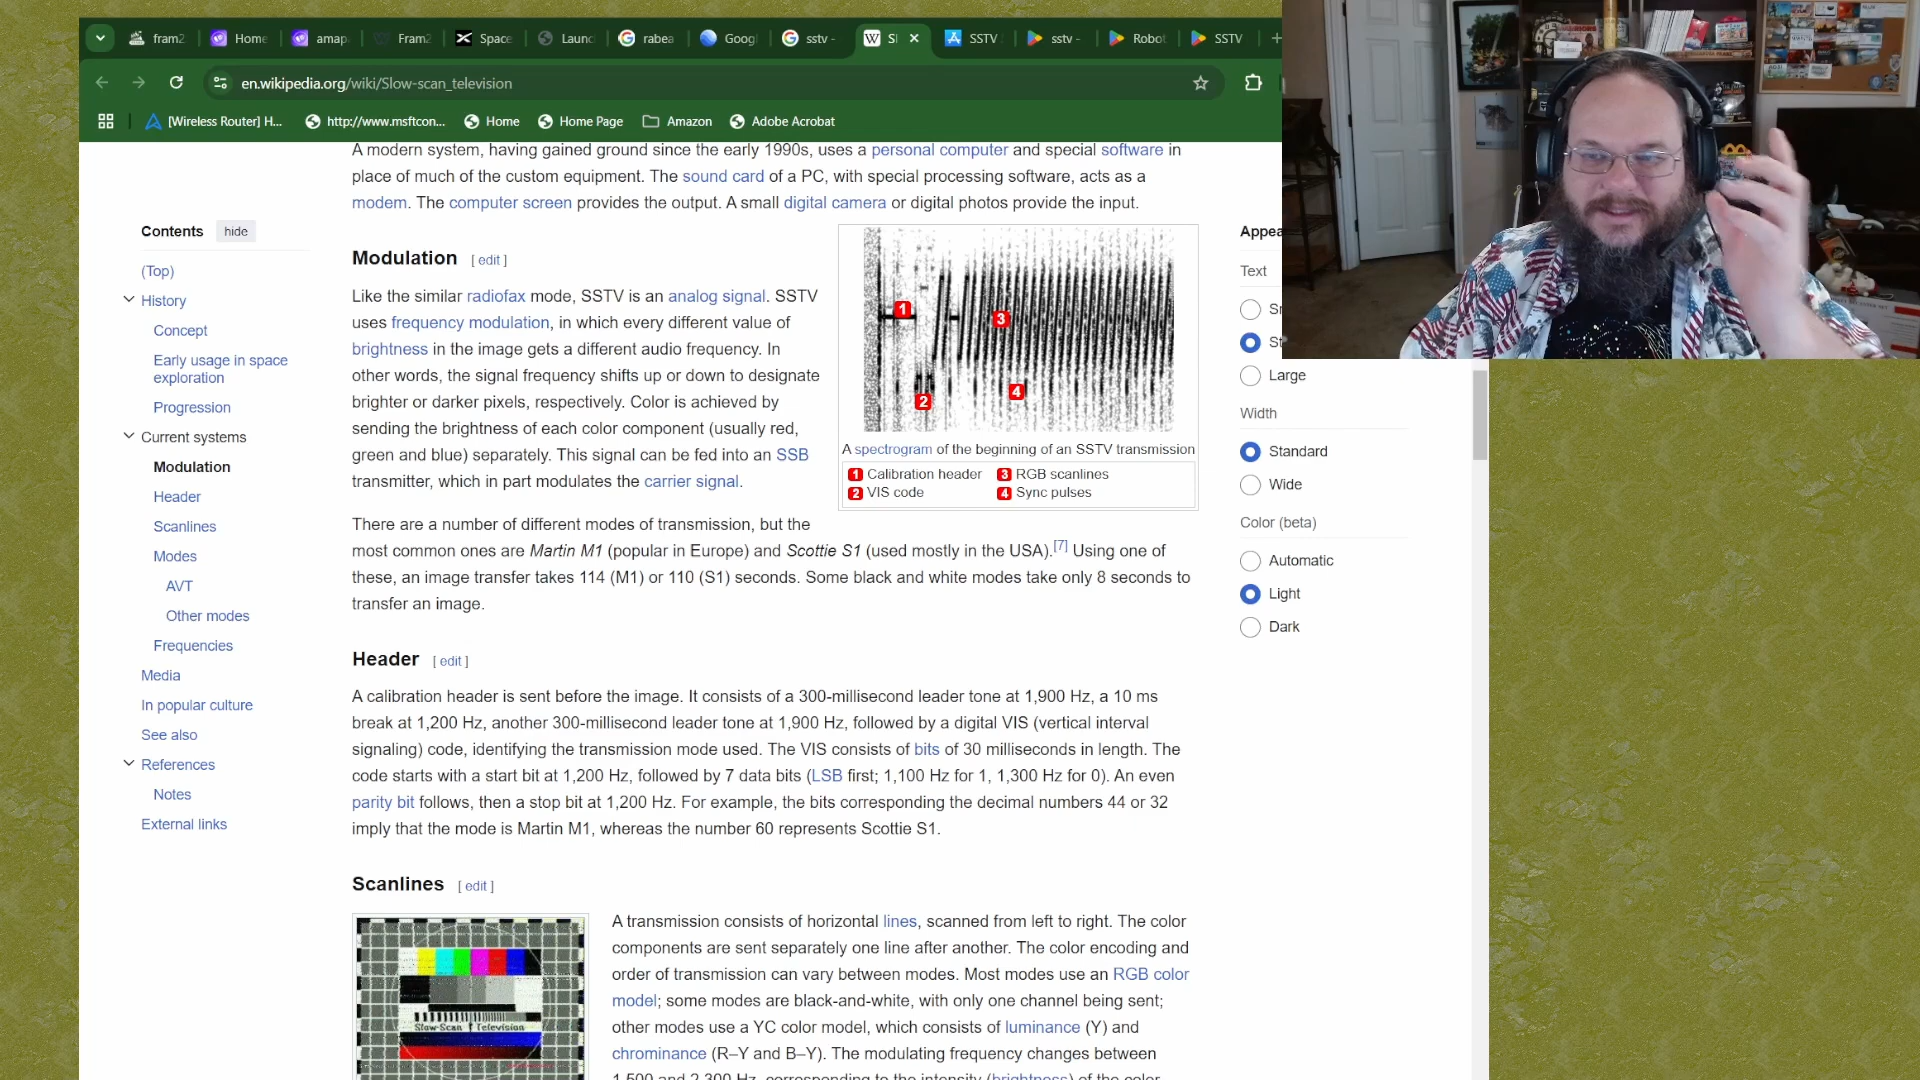 fram2
Home
amap
Fram2
Space
Launc
rabea
Googl
sstv -
Sl
SSTV
sstv -
Robot
SSTV
en.wikipedia.org/wiki/Slow-scan_television
[Wireless Router] H...
http://www.msftcon...
Home
Home Page
Amazon
Adobe Acrobat
A modern system, having gained ground since the early 1990s, uses a personal computer and special software in
place of much of the custom equipment. The sound card of a PC, with special processing software, acts as a
modem. The computer screen provides the output. A small digital camera or digital photos provide the input.
Contents hide
(Top)
History
Concept
Early usage in space
exploration
Progression
Current systems
Modulation
Header
Scanlines
Modes
AVT
Other modes
Frequencies
Media
In popular culture
See also
References
Notes
External links
Modulation [ edit ]
Like the similar radiofax mode, SSTV is an analog signal. SSTV
uses frequency modulation, in which every different value of
brightness in the image gets a different audio frequency. In
other words, the signal frequency shifts up or down to designate
brighter or darker pixels, respectively. Color is achieved by
sending the brightness of each color component (usually red,
green and blue) separately. This signal can be fed into an SSB
transmitter, which in part modulates the carrier signal.
1
3
4
2
A spectrogram of the beginning of an SSTV transmission
1 Calibration header 3 RGB scanlines
2 VIS code 4 Sync pulses
There are a number of different modes of transmission, but the
most common ones are Martin M1 (popular in Europe) and Scottie S1 (used mostly in the USA).[7] Using one of
these, an image transfer takes 114 (M1) or 110 (S1) seconds. Some black and white modes take only 8 seconds to
transfer an image.
Header [ edit ]
A calibration header is sent before the image. It consists of a 300-millisecond leader tone at 1,900 Hz, a 10 ms
break at 1,200 Hz, another 300-millisecond leader tone at 1,900 Hz, followed by a digital VIS (vertical interval
signaling) code, identifying the transmission mode used. The VIS consists of bits of 30 milliseconds in length. The
code starts with a start bit at 1,200 Hz, followed by 7 data bits (LSB first; 1,100 Hz for 1, 1,300 Hz for 0). An even
parity bit follows, then a stop bit at 1,200 Hz. For example, the bits corresponding the decimal numbers 44 or 32
imply that the mode is Martin M1, whereas the number 60 represents Scottie S1.
Scanlines [ edit ]
Slow-Scan Television
A transmission consists of horizontal lines, scanned from left to right. The color
components are sent separately one line after another. The color encoding and
order of transmission can vary between modes. Most modes use an RGB color
model; some modes are black-and-white, with only one channel being sent;
other modes use a YC color model, which consists of luminance (Y) and
chrominance (R–Y and B–Y). The modulating frequency changes between
1,500 and 2,300 Hz, corresponding to the intensity (brightness) of the color
Appea
Text
Sm
St
Large
Width
Standard
Wide
Color (beta)
Automatic
Light
Dark